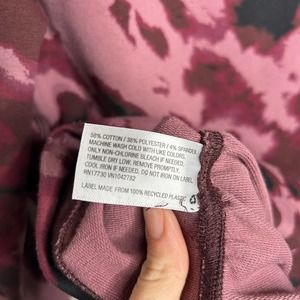 58% COTTON / 38% POLYESTER / 4% SPANDEX
MACHINE WASH COLD WITH LIKE COLORS.
ONLY NON-CHLORINE BLEACH IF NEEDED.
TUMBLE DRY LOW. REMOVE PROMPTLY.
COOL IRON IF NEEDED. DO NOT IRON ON LABEL.
RN17730 VN1042782
LABEL MADE FROM 100% RECYCLED PLASTIC